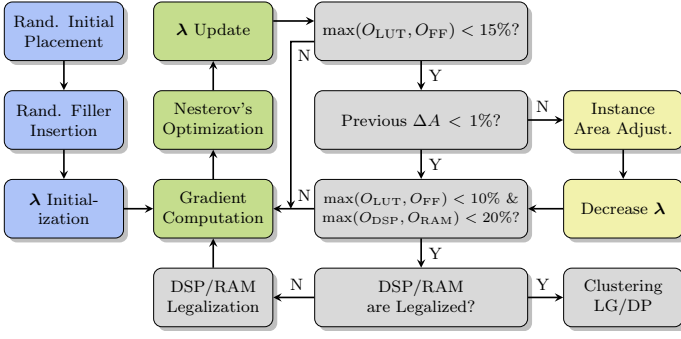 Rand. Initial
Placement
λ Update
max(O_LUT, O_FF) < 15%?
N
Y
Rand. Filler
Insertion
Nesterov's
Optimization
Previous ΔA < 1%?
N
Instance
Area Adjust.
Y
λ Initial-
ization
Gradient
Computation
N
max(O_LUT, O_FF) < 10% &
max(O_DSP, O_RAM) < 20%?
Decrease λ
Y
DSP/RAM
Legalization
N
DSP/RAM
are Legalized?
Y
Clustering
LG/DP